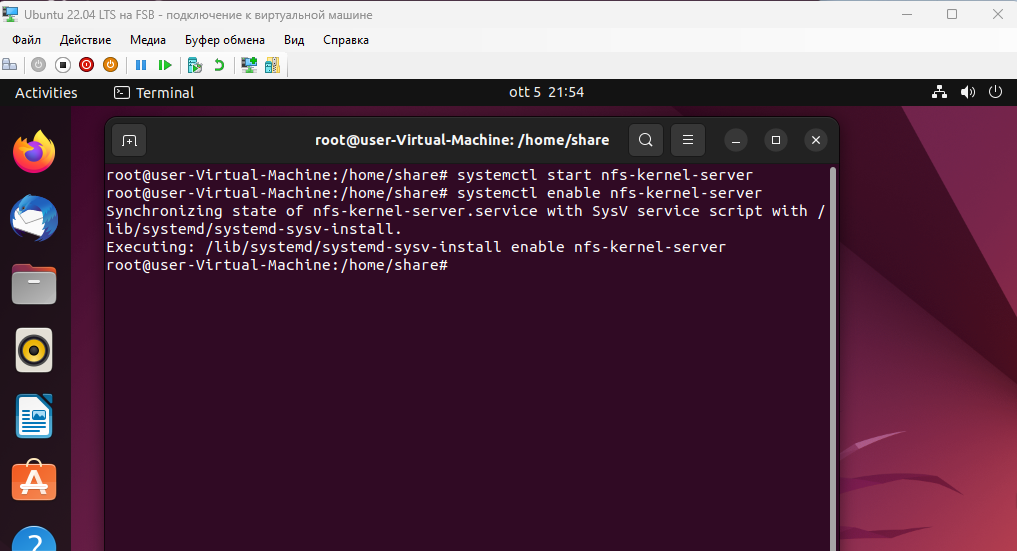 Ubuntu 22.04 LTS на FSB - подключение к виртуальной машине
Файл Действие Медиа Буфер обмена Вид Справка
Activities Terminal ott 5 21:54
root@user-Virtual-Machine: /home/share
root@user-Virtual-Machine:/home/share# systemctl start nfs-kernel-server
root@user-Virtual-Machine:/home/share# systemctl enable nfs-kernel-server
Synchronizing state of nfs-kernel-server.service with SysV service script with /
lib/systemd/systemd-sysv-install.
Executing: /lib/systemd/systemd-sysv-install enable nfs-kernel-server
root@user-Virtual-Machine:/home/share#